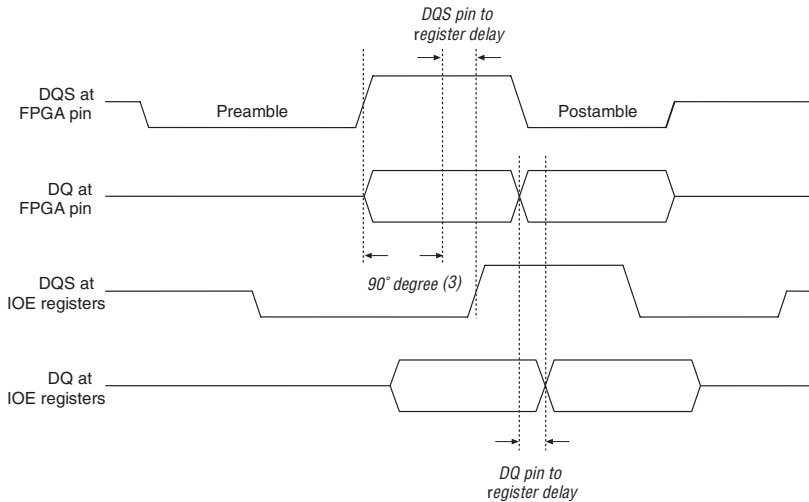 DQS pin to
register delay
DQS at
FPGA pin
Preamble
Postamble
DQ at
FPGA pin
90˚ degree (3)
DQS at
IOE registers
DQ at
IOE registers
DQ pin to
register delay